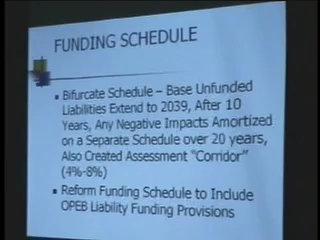 FUNDING SCHEDULE
Bifurcate Schedule – Base Unfunded
Liabilities Extend to 2039, After 10
Years, Any Negative Impacts Amortized
on a Separate Schedule over 20 years,
Also Created Assessment "Corridor"
(4%-8%)
Reform Funding Schedule to Include
OPEB Liability Funding Provisions